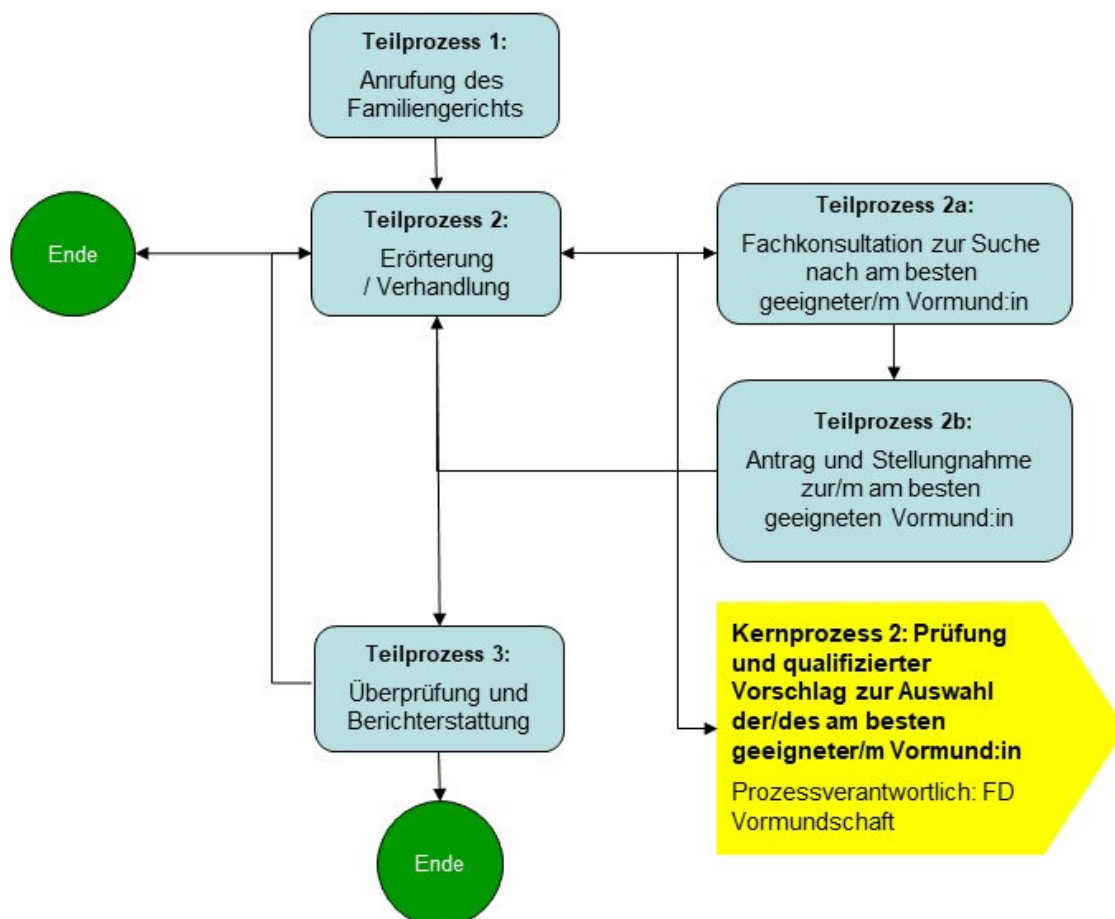 Teilprozess 1:
Anrufung des
Familiengerichts
Ende
Teilprozess 2:
Erörterung
/ Verhandlung
Teilprozess 2a:
Fachkonsultation zur Suche
nach am besten
geeigneter/m Vormund:in
Teilprozess 2b:
Antrag und Stellungnahme
zur/m am besten
geeigneten Vormund:in
Teilprozess 3:
Überprüfung und
Berichterstattung
Kernprozess 2: Prüfung
und qualifizierter
Vorschlag zur Auswahl
der/des am besten
geeigneter/m Vormund:in
Prozessverantwortlich: FD
Vormundschaft
Ende